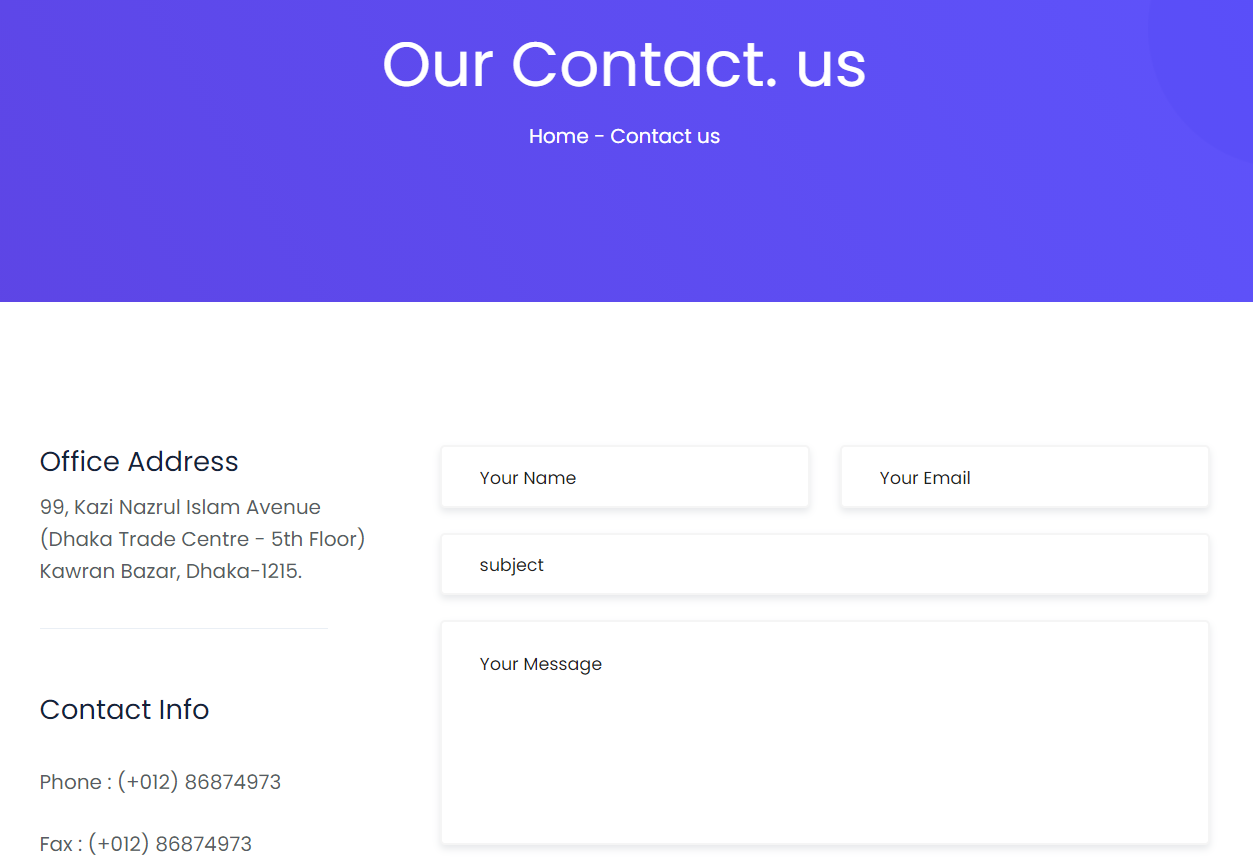 Our Contact. us
Home - Contact us
Office Address
99, Kazi Nazrul Islam Avenue
(Dhaka Trade Centre - 5th Floor)
Kawran Bazar, Dhaka-1215.
Contact Info
Phone : (+012) 86874973
Fax : (+012) 86874973
Your Name
Your Email
subject
Your Message